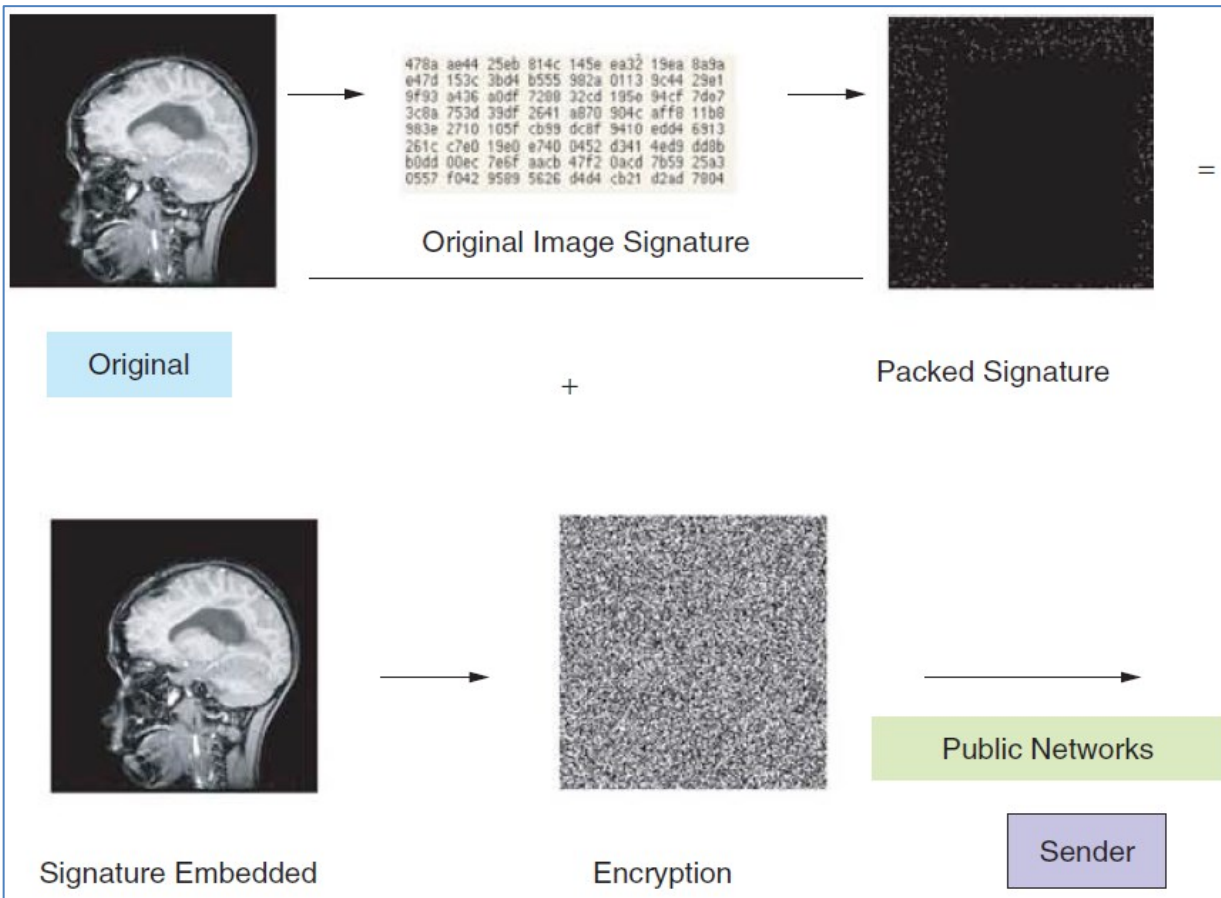 478a ae44 25eb 814c 145e ea32 19ea 8a9a
e47d 153c 3bd4 b555 982a 0113 9c44 29e1
9f93 a436 a0df 7288 32cd 195e 94cf 7de7
3c8a 753d 39df 2641 a870 904c aff8 11b8
983e 2710 105f cb99 dc8f 9410 edd4 6913
261c c7e0 19e0 e740 0452 d341 4ed9 dd8b
b0dd 00ec 7e6f aacb 47f2 0acd 7b59 25a3
0557 f042 9589 5626 d4d4 cb21 d2ad 7804
=
Original Image Signature
Original
Packed Signature
+
Public Networks
Sender
Signature Embedded
Encryption